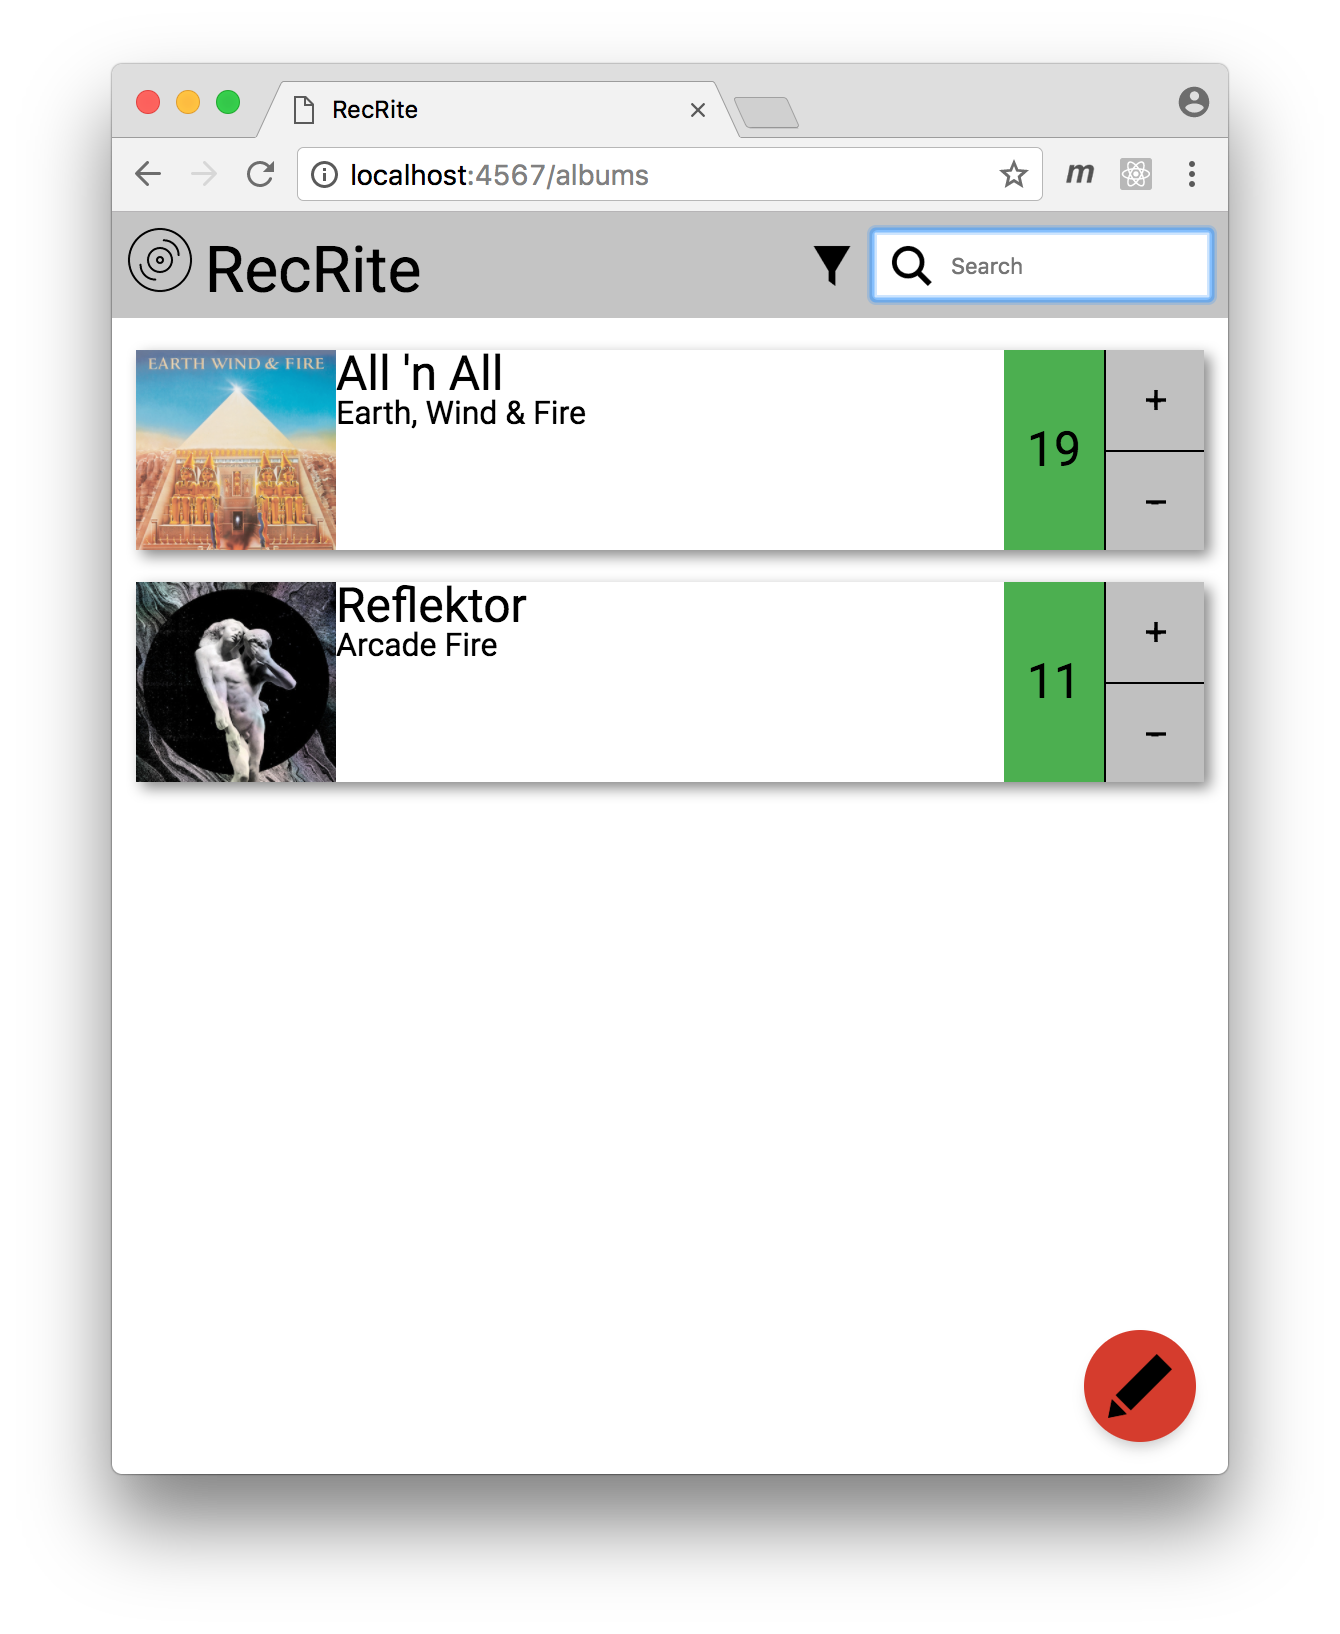 RecRite
localhost:4567/albums
m
RecRite
Search
EARTH WIND & FIRE
All 'n All
Earth, Wind & Fire
19
+
−
Reflektor
Arcade Fire
11
+
−